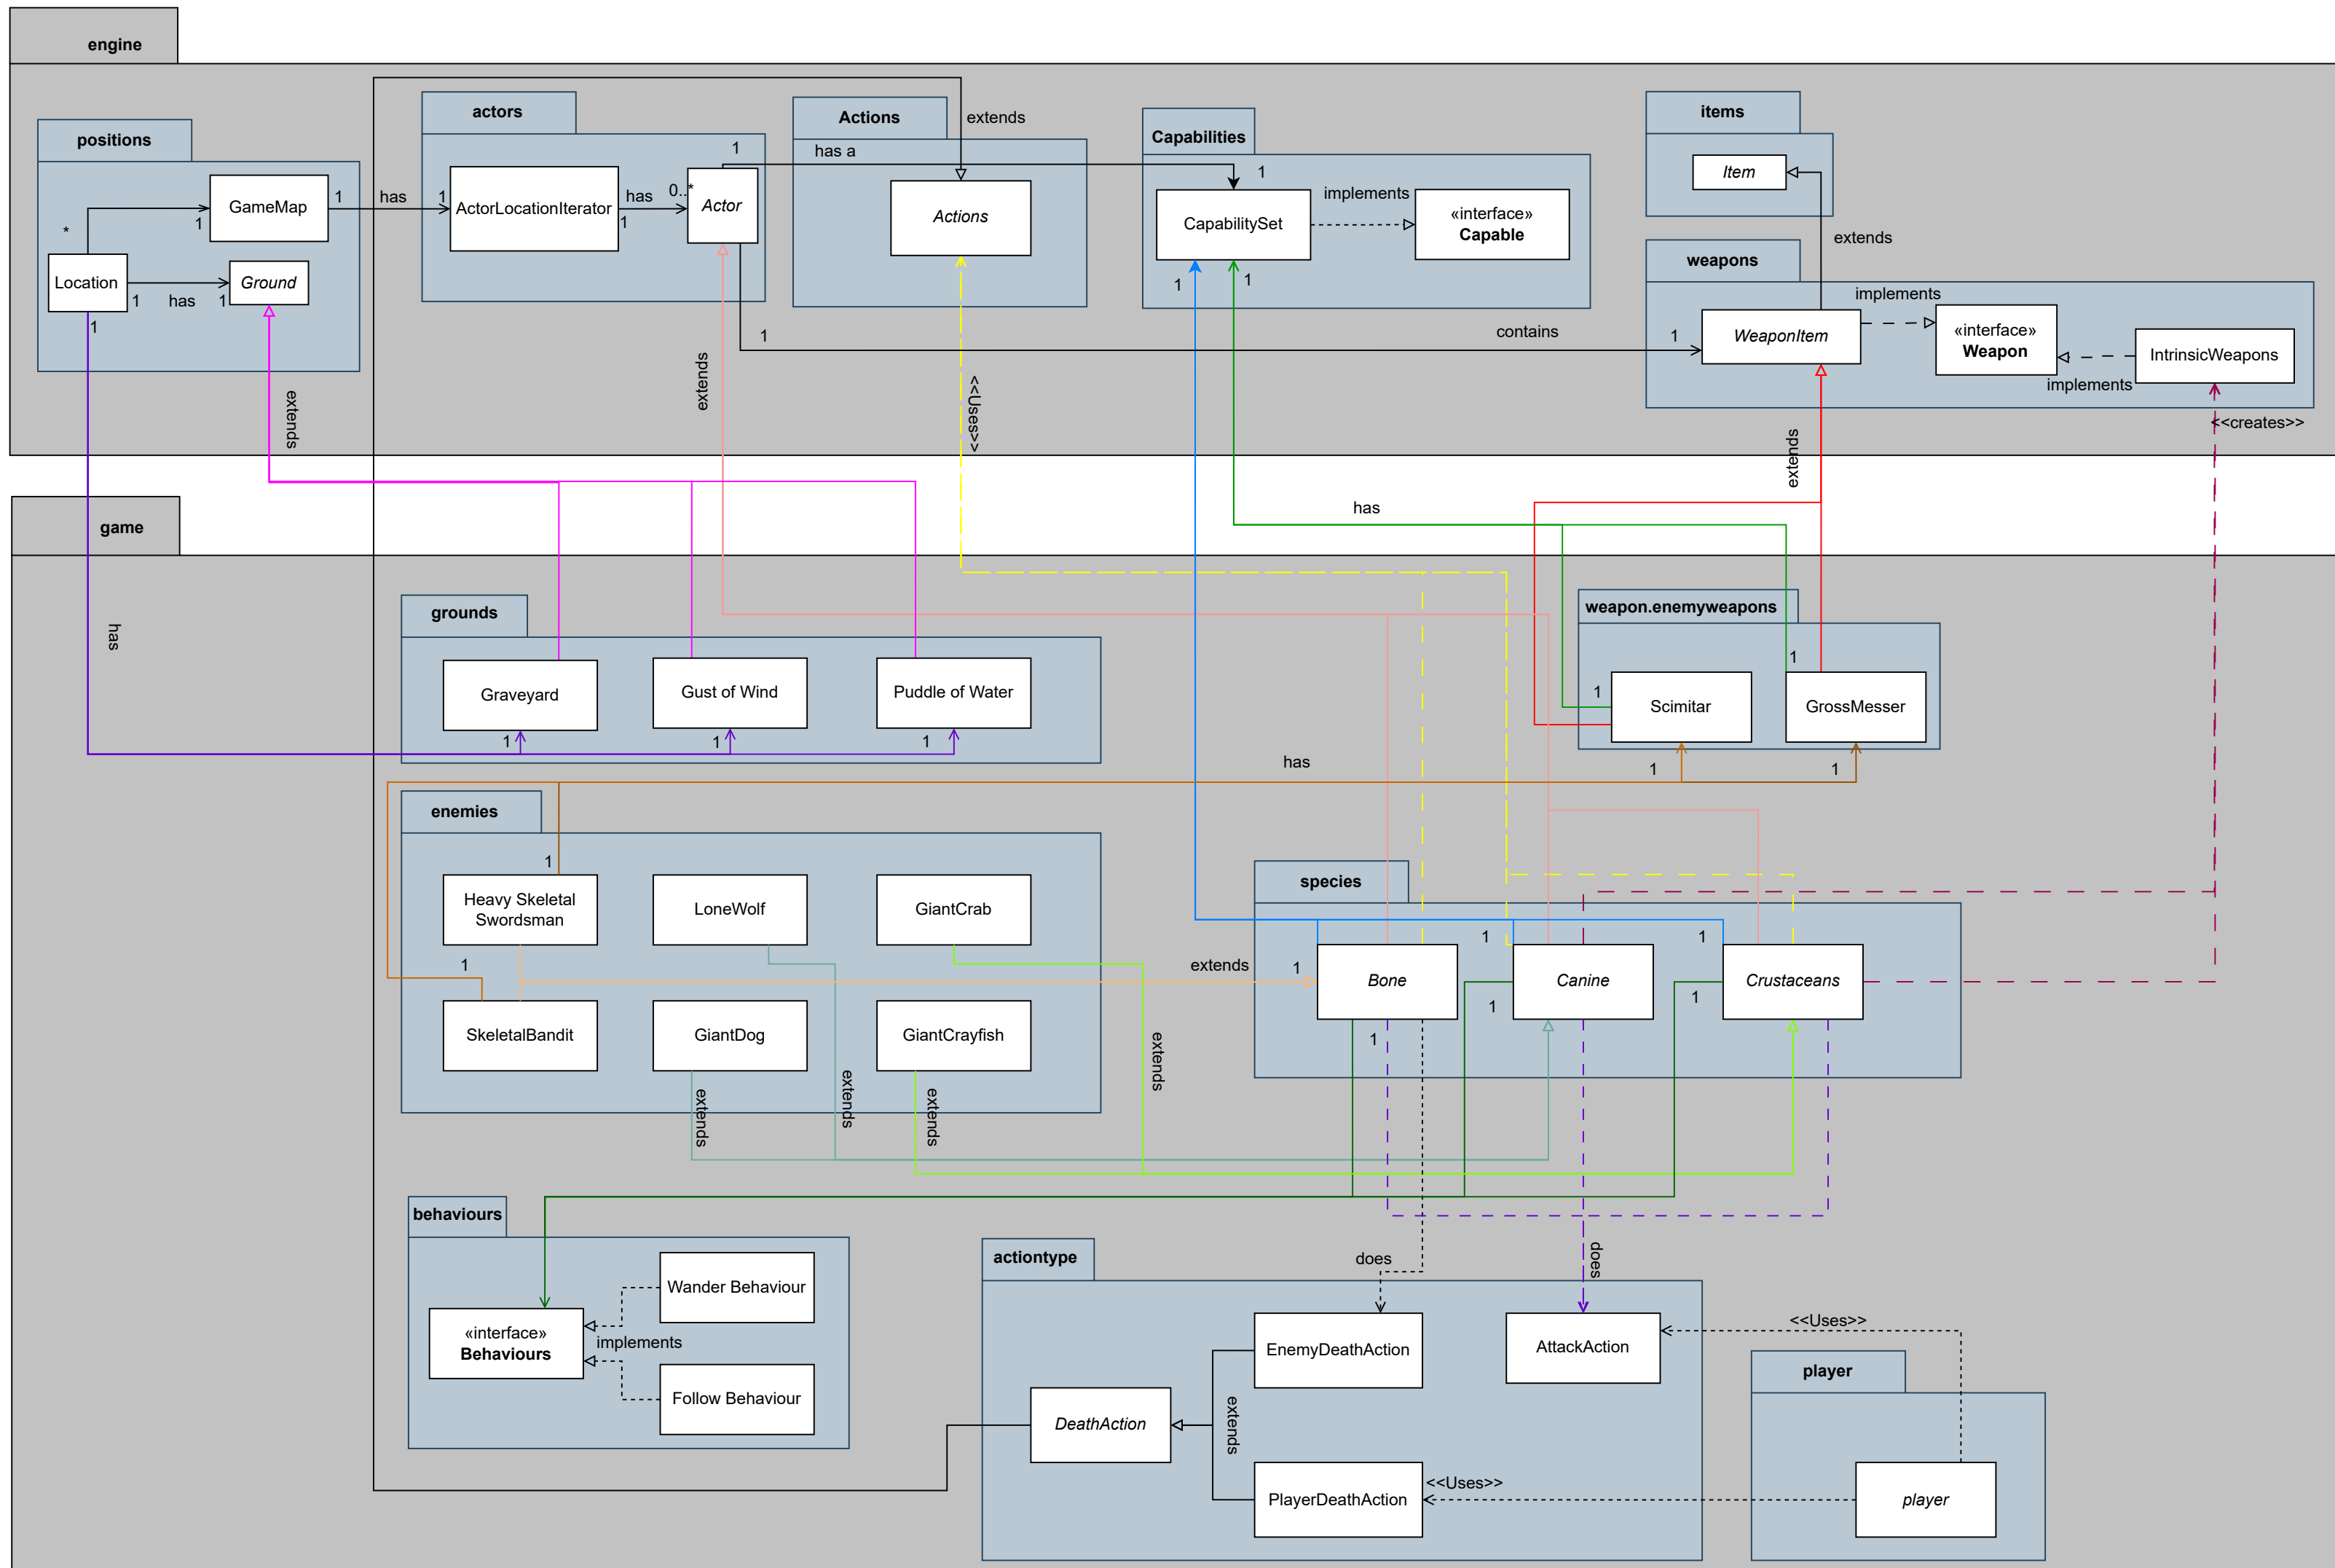 engine
positions
GameMap
Location
Ground
*
1
1
has
1
1
extends
1
has
1
actors
ActorLocationIterator
has
1
0..*
Actor
1
has a
1
extends
Actions
Actions
extends
<<Uses>>
Capabilities
CapabilitySet
implements
«interface»
Capable
1
1
1
contains
1
items
Item
extends
weapons
WeaponItem
implements
«interface»
Weapon
implements
IntrinsicWeapons
<<creates>>
extends
has
game
has
grounds
Graveyard
Gust of Wind
Puddle of Water
1
1
1
weapon.enemyweapons
1
1
Scimitar
GrossMesser
has
1
1
enemies
1
Heavy Skeletal
Swordsman
LoneWolf
GiantCrab
1
SkeletalBandit
GiantDog
GiantCrayfish
extends
extends
extends
extends
extends
1
species
1
1
Bone
Canine
Crustaceans
1
1
1
behaviours
«interface»
Behaviours
implements
Wander Behaviour
Follow Behaviour
actiontype
does
does
EnemyDeathAction
AttackAction
DeathAction
extends
PlayerDeathAction
<<Uses>>
<<Uses>>
player
player